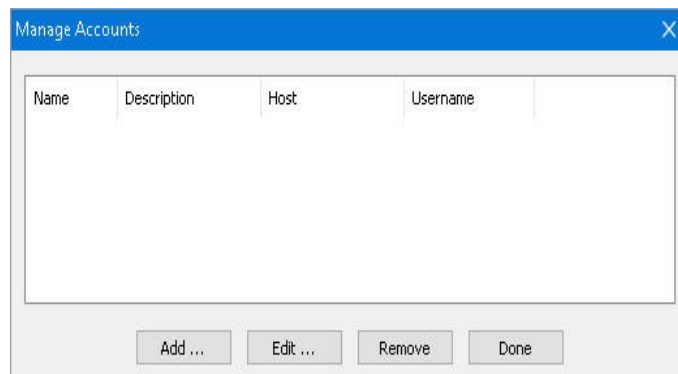 Manage Accounts
Name Description Host Username
Add ... Edit ... Remove Done